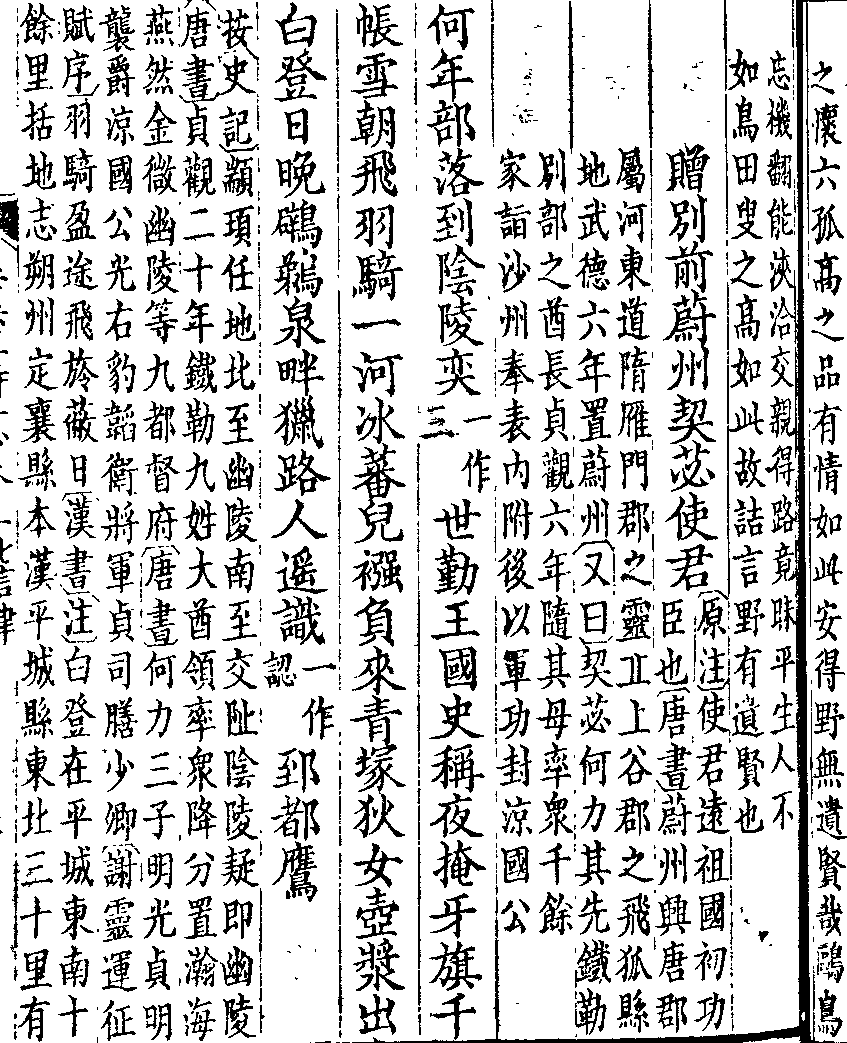 之懷六孤高之品有情如此安得野無遺賢哉鷗鳥
忘機翻能浹洽交親得路竟昧平生人不
如鳥田叟之高如此故詰言野有遺賢也
贈別前蔚州契苾使君
原注使君遠祖國初功
臣也唐書蔚州興唐郡
屬河東道隋雁門郡之靈丘上谷郡之飛狐縣
地武德六年置蔚州又曰契苾何力其先鐵勒
別部之酋長貞觀六年隨其母率衆千餘
家詣沙州奉表内附後以軍功封涼國公
何年部落到陰陵奕一作三世勤王國史稱夜掩牙旗千
帳雪朝飛羽騎一河冰蕃兒襁負來青塚狄女壺漿出
白登日晚鸊鵜泉畔獵路人遥識一作認郅都鷹
按史記顓頊任地北至幽陵南至交阯陰陵疑即幽陵
唐書貞觀二十年鐵勒九姓大酋領率衆降分置瀚海
燕然金微幽陵等九都督府唐書何力三子明光貞明
襲爵涼國公光右豹韜衛將軍貞司膳少卿謝靈運征
賦序羽騎盈途飛旍蔽日漢書注白登在平城東南十
餘里括地志朔州定襄縣本漢平城縣東北三十里有